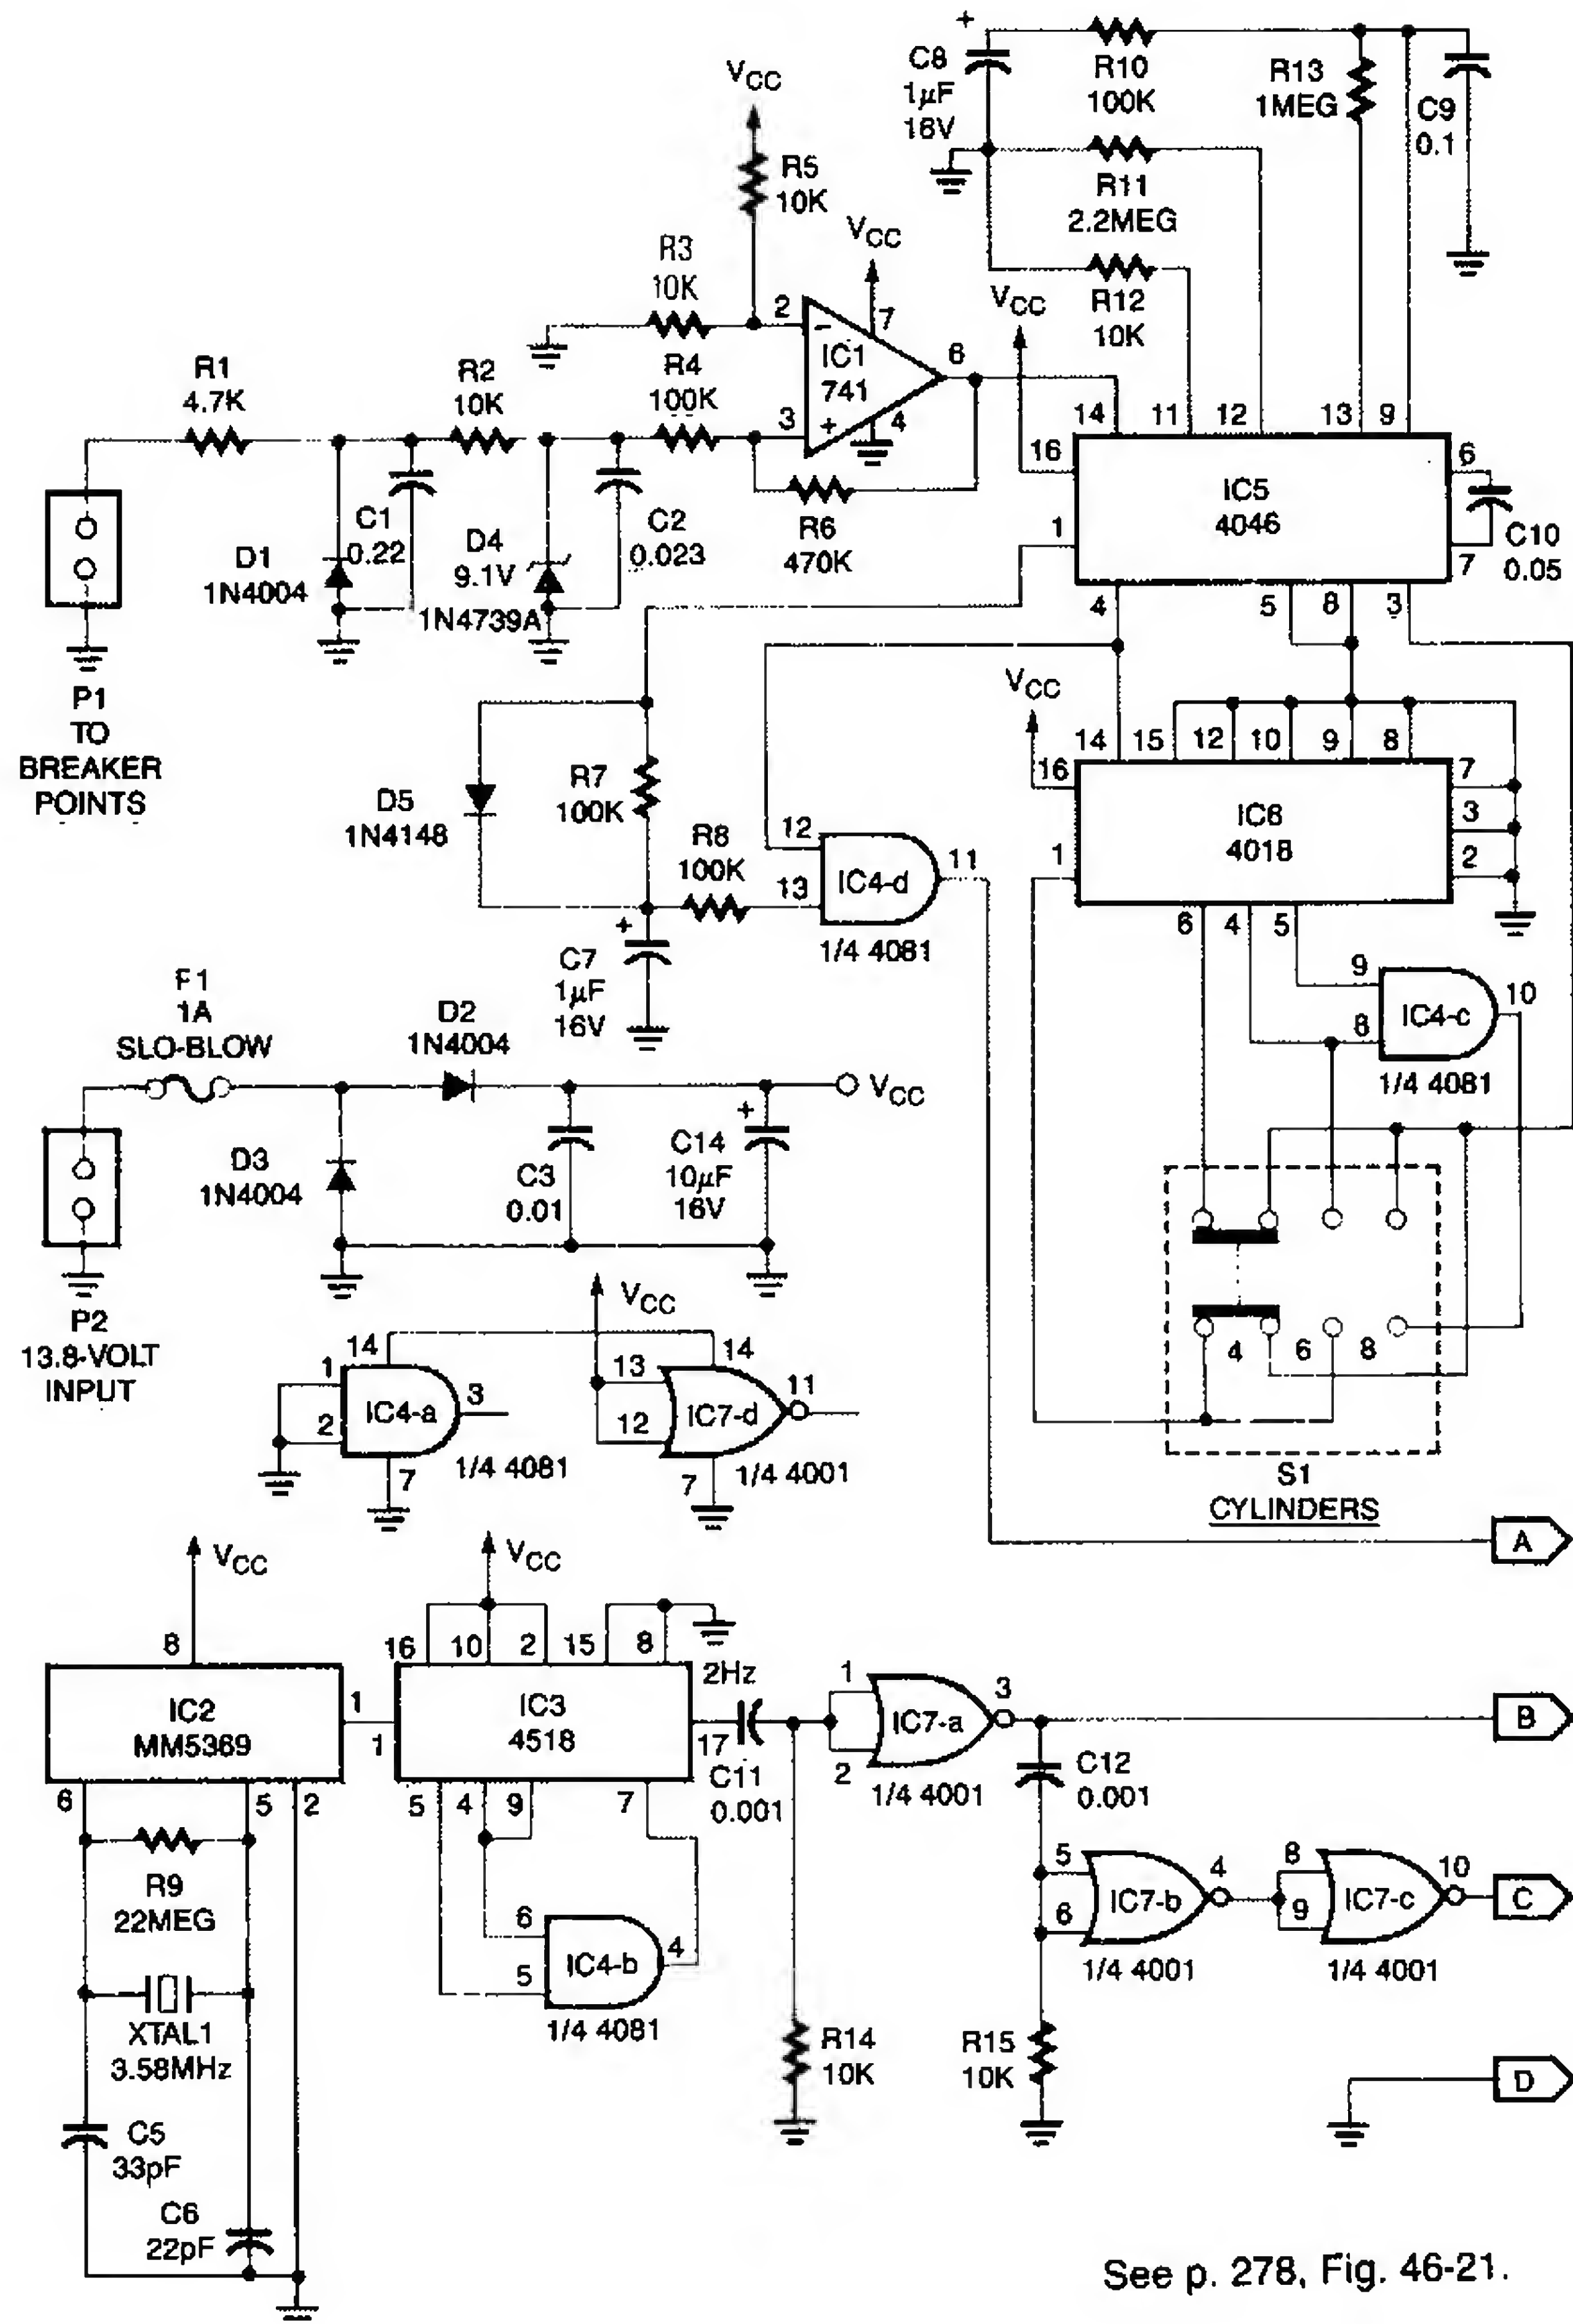 +
C8
1µF
16V
R10
100K
R13
1MEG
C9
0.1
R11
2.2MEG
R12
10K
VCC
R5
10K
VCC
R3
10K
2
−
7
IC1
741
6
3
+
4
R1
4.7K
R2
10K
R4
100K
R6
470K
D1
1N4004
C1
0.22
D4
9.1V
1N4739A
C2
0.023
P1
TO
BREAKER
POINTS
VCC
14
11
12
13
9
16
1
IC5
4046
6
7
C10
0.05
4
5
8
3
VCC
14
15
12
10
9
8
16
1
IC6
4018
7
3
2
6
4
5
D5
1N4148
R7
100K
R8
100K
12
13
IC4-d
11
1/4 4081
+
C7
1µF
16V
9
8
IC4-c
10
1/4 4081
F1
1A
SLO-BLOW
D2
1N4004
VCC
D3
1N4004
C3
0.01
+
C14
10µF
16V
P2
13.8-VOLT
INPUT
4
6
8
S1
CYLINDERS
14
1
2
IC4-a
3
7
1/4 4081
VCC
14
13
12
IC7-d
11
7
1/4 4001
A
VCC
8
IC2
MM5369
1
6
5
2
VCC
16
10
2
15
8
1
IC3
4518
17
5
4
9
7
2Hz
C11
0.001
1
2
IC7-a
3
1/4 4001
B
C12
0.001
R9
22MEG
6
5
IC4-b
4
1/4 4081
5
6
IC7-b
4
1/4 4001
8
9
IC7-c
10
1/4 4001
C
XTAL1
3.58MHz
R14
10K
R15
10K
D
C5
33pF
C6
22pF
See p. 278, Fig. 46-21.